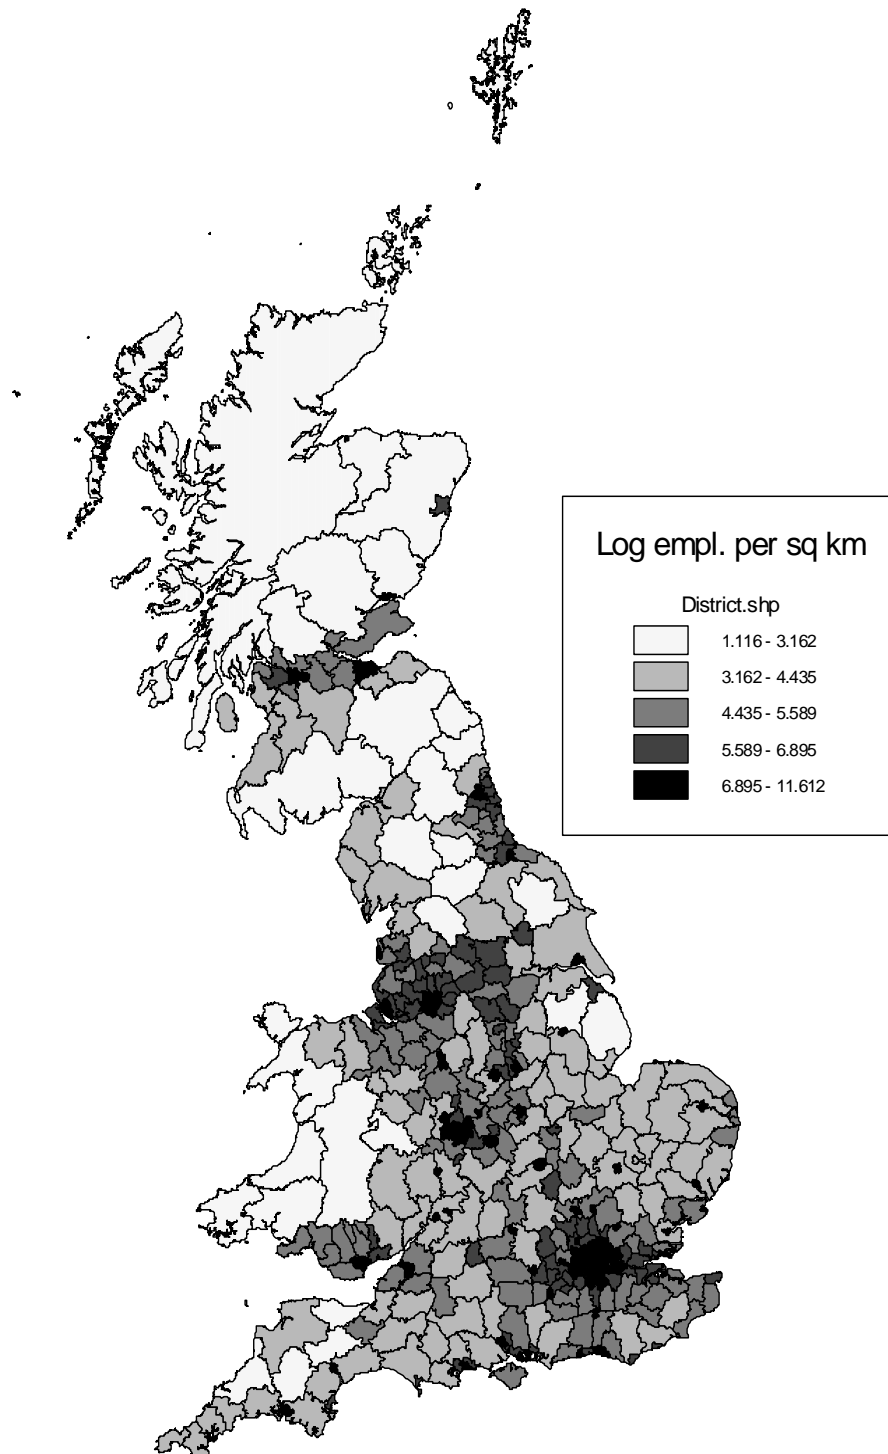 Log empl. per sq km
District.shp
1.116 - 3.162
3.162 - 4.435
4.435 - 5.589
5.589 - 6.895
6.895 - 11.612